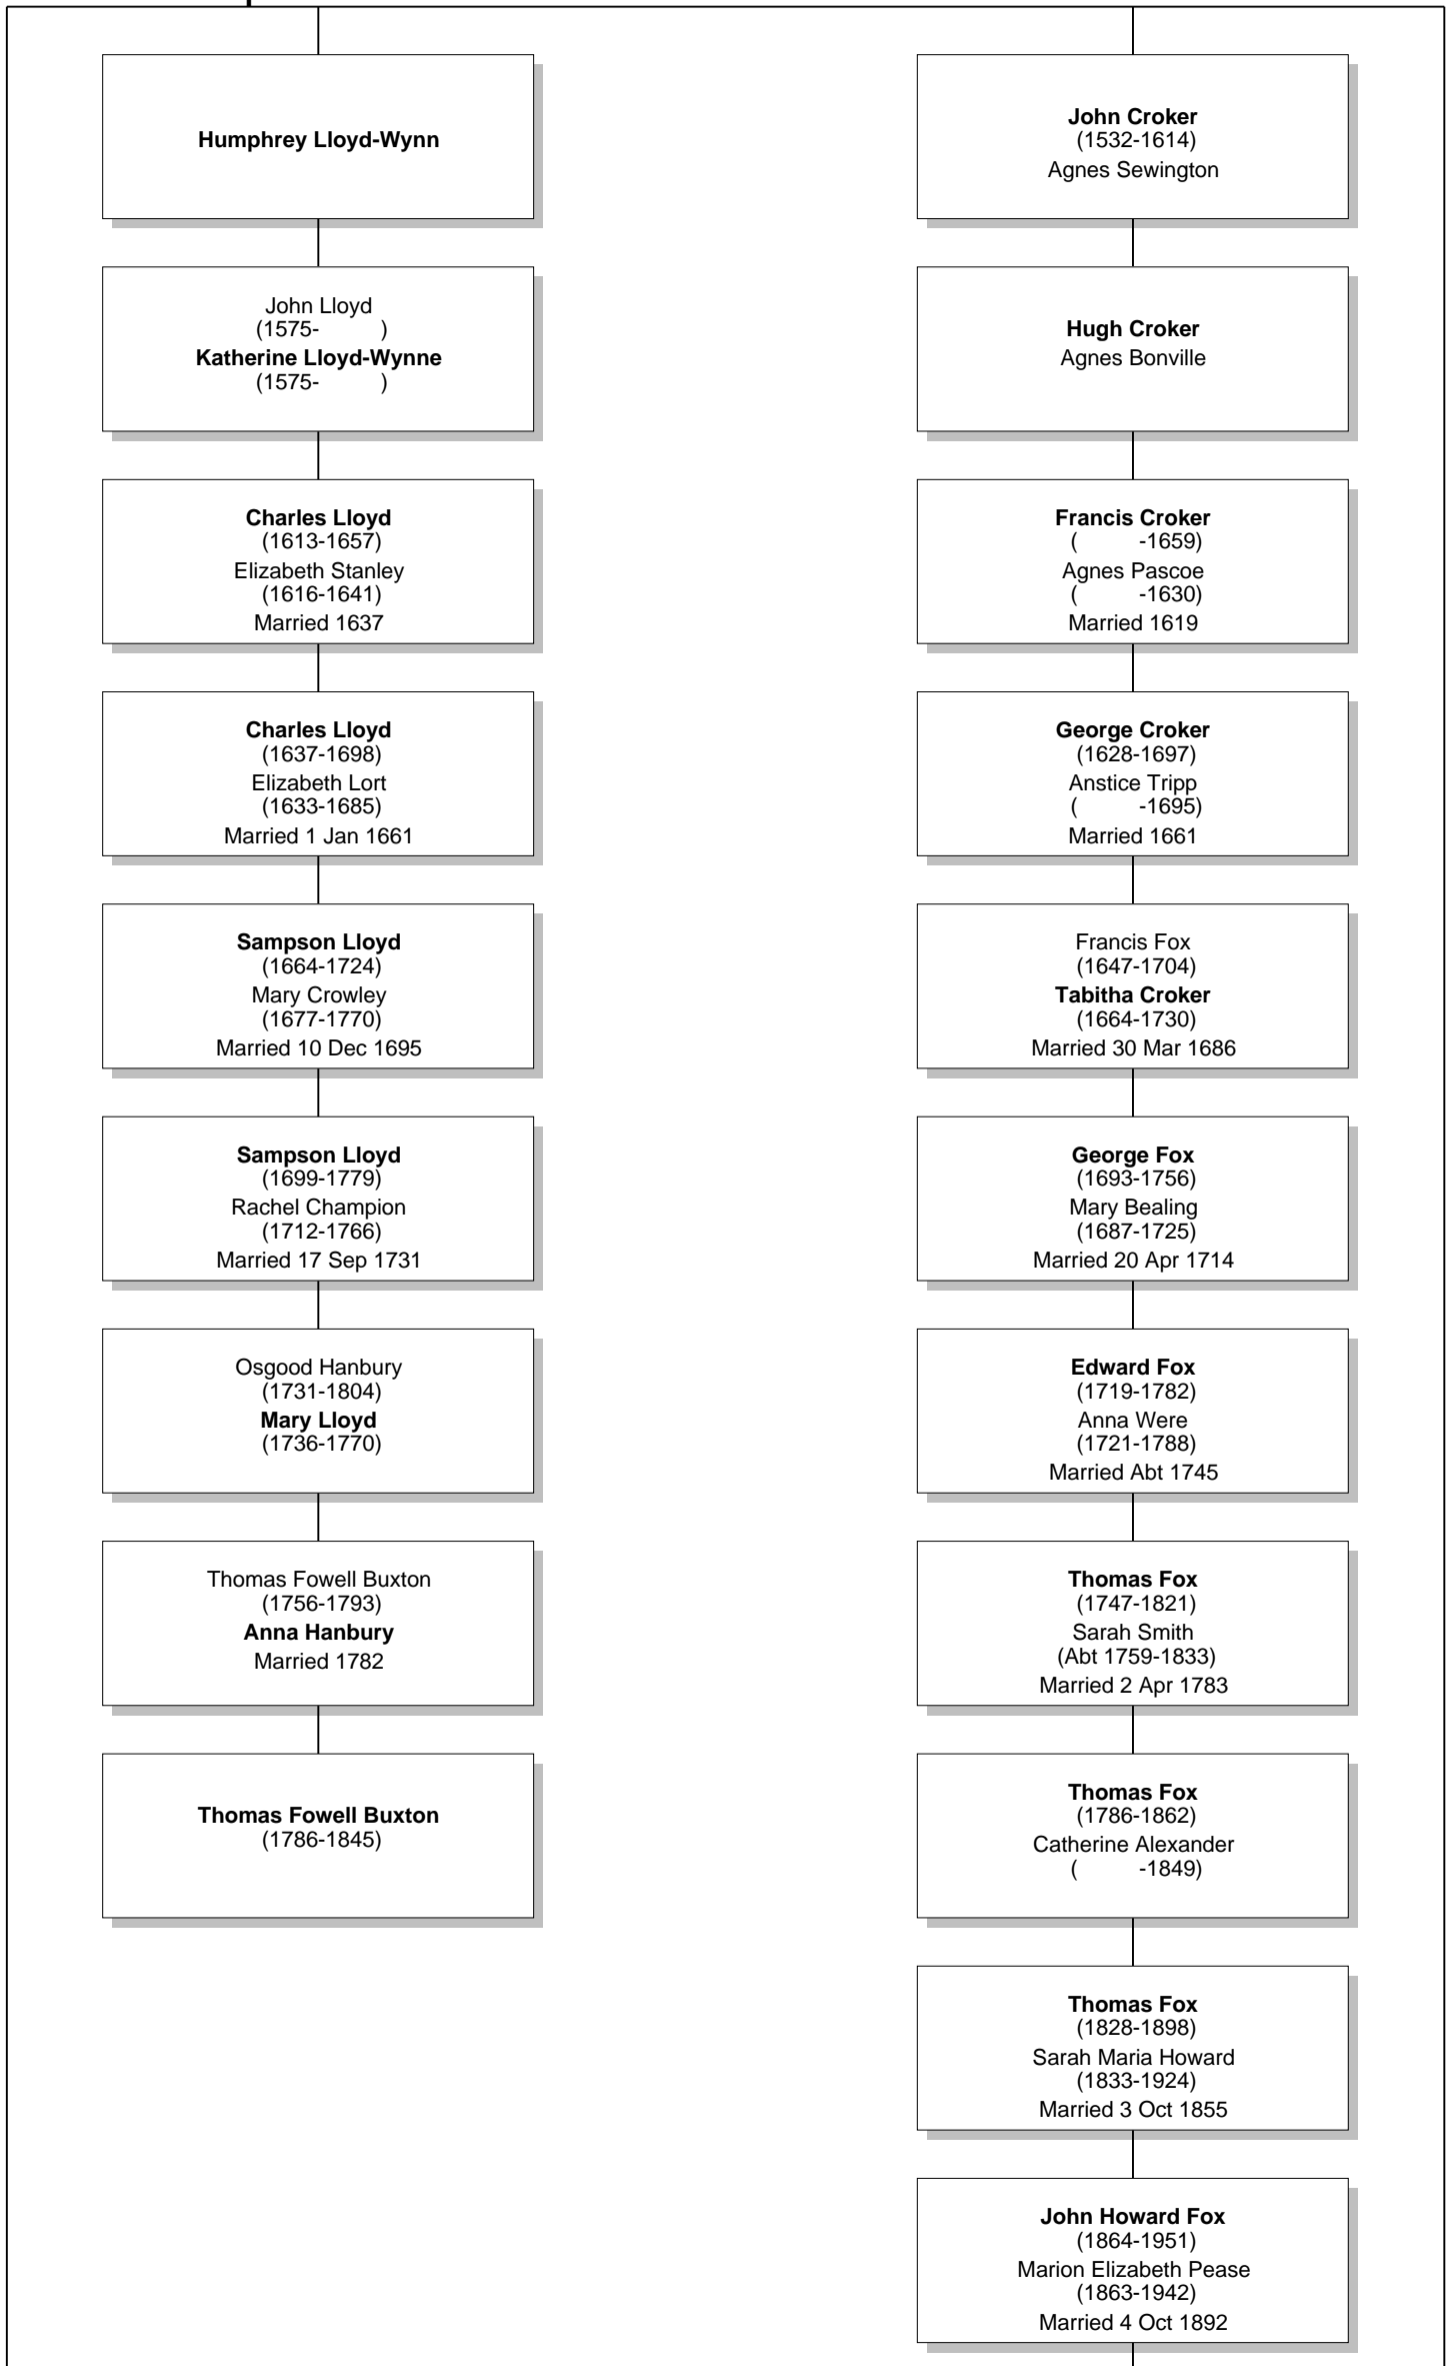 Humphrey Lloyd-Wynn
John Lloyd
(1575- )
Katherine Lloyd-Wynne
(1575- )
Charles Lloyd
(1613-1657)
Elizabeth Stanley
(1616-1641)
Married 1637
Charles Lloyd
(1637-1698)
Elizabeth Lort
(1633-1685)
Married 1 Jan 1661
Sampson Lloyd
(1664-1724)
Mary Crowley
(1677-1770)
Married 10 Dec 1695
Sampson Lloyd
(1699-1779)
Rachel Champion
(1712-1766)
Married 17 Sep 1731
Osgood Hanbury
(1731-1804)
Mary Lloyd
(1736-1770)
Thomas Fowell Buxton
(1756-1793)
Anna Hanbury
Married 1782
Thomas Fowell Buxton
(1786-1845)
John Croker
(1532-1614)
Agnes Sewington
Hugh Croker
Agnes Bonville
Francis Croker
( -1659)
Agnes Pascoe
( -1630)
Married 1619
George Croker
(1628-1697)
Anstice Tripp
( -1695)
Married 1661
Francis Fox
(1647-1704)
Tabitha Croker
(1664-1730)
Married 30 Mar 1686
George Fox
(1693-1756)
Mary Bealing
(1687-1725)
Married 20 Apr 1714
Edward Fox
(1719-1782)
Anna Were
(1721-1788)
Married Abt 1745
Thomas Fox
(1747-1821)
Sarah Smith
(Abt 1759-1833)
Married 2 Apr 1783
Thomas Fox
(1786-1862)
Catherine Alexander
( -1849)
Thomas Fox
(1828-1898)
Sarah Maria Howard
(1833-1924)
Married 3 Oct 1855
John Howard Fox
(1864-1951)
Marion Elizabeth Pease
(1863-1942)
Married 4 Oct 1892